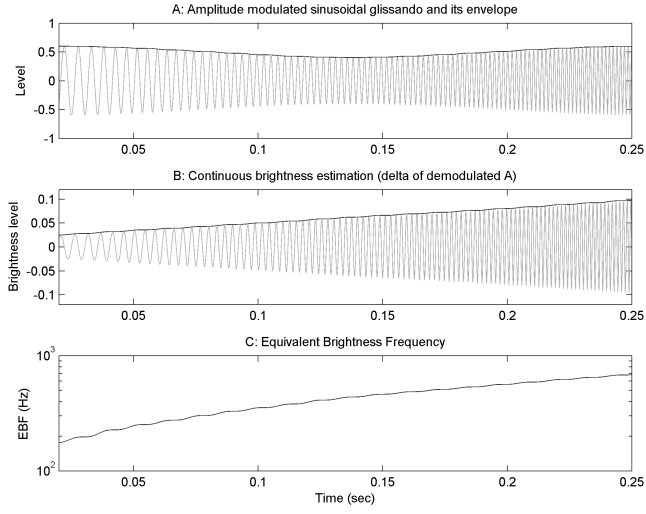 A: Amplitude modulated sinusoidal glissando and its envelope
1
0.5
0
-0.5
-1
Level
0.05 0.1 0.15 0.2 0.25
B: Continuous brightness estimation (delta of demodulated A)
0.1
0.05
0
-0.05
-0.1
Brightness level
0.05 0.1 0.15 0.2 0.25
C: Equivalent Brightness Frequency
10³
10²
EBF (Hz)
0.05 0.1 0.15 0.2 0.25
Time (sec)